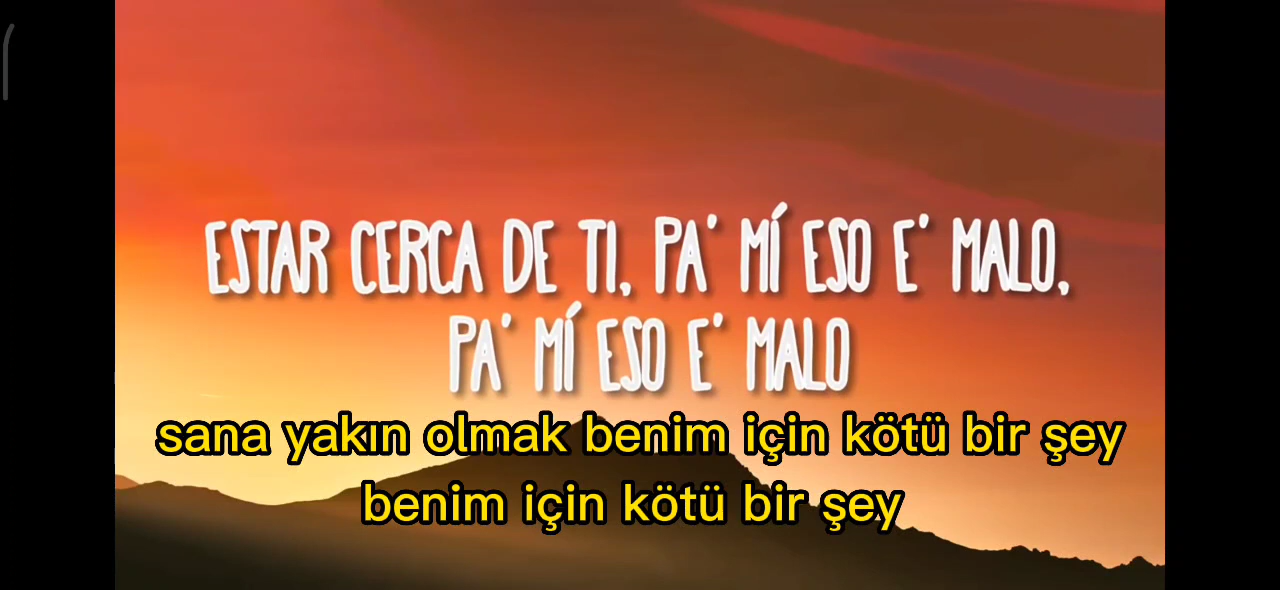 ESTAR CERCA DE TI, PA' MÍ ESO E' MALO,
PA' MÍ ESO E' MALO
sana yakın olmak benim için kötü bir şey
benim için kötü bir şey